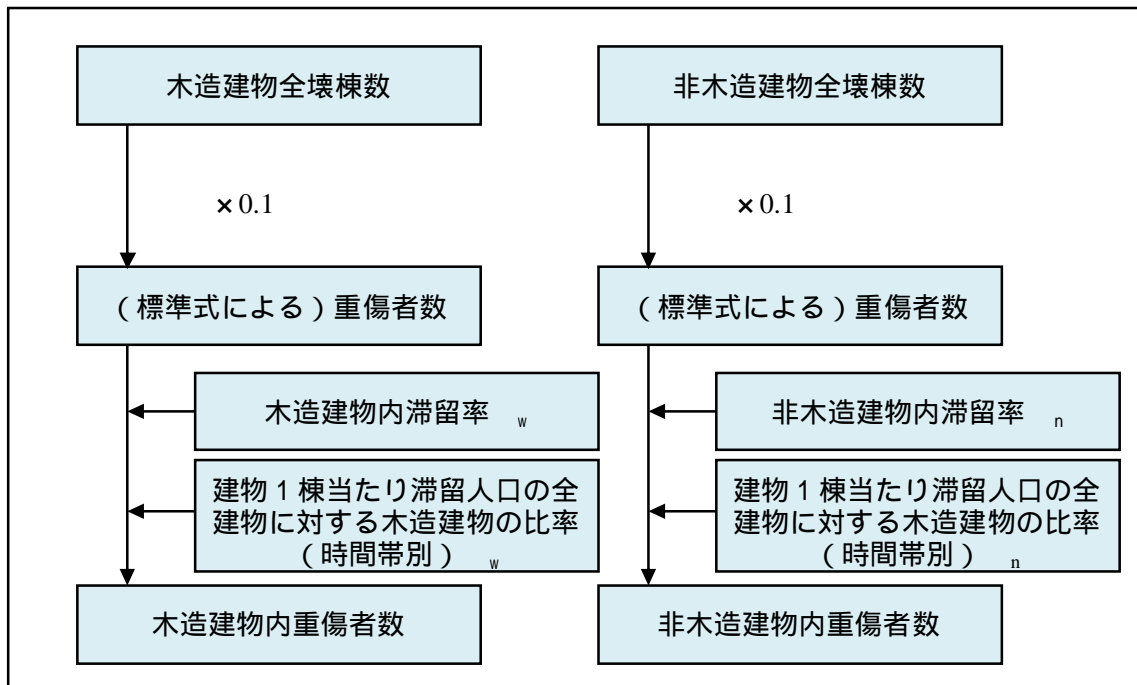 木造建物全壊棟数
非木造建物全壊棟数
×0.1
×0.1
(標準式による)重傷者数
(標準式による)重傷者数
木造建物内滞留率 w
非木造建物内滞留率 n
建物1棟当たり滞留人口の全
建物に対する木造建物の比率
(時間帯別) w
建物1棟当たり滞留人口の全
建物に対する木造建物の比率
(時間帯別) n
木造建物内重傷者数
非木造建物内重傷者数